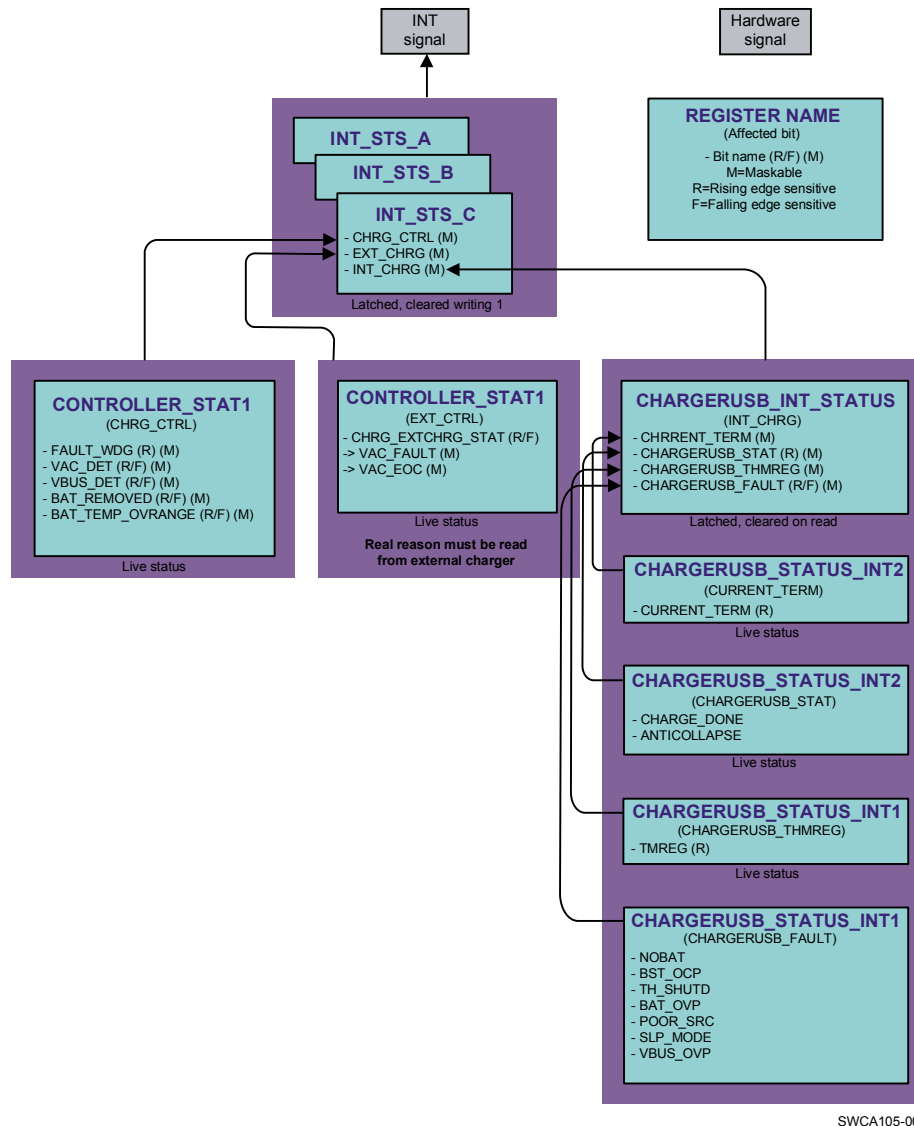 INT
signal
Hardware
signal
INT_STS_A
INT_STS_B
INT_STS_C
- CHRG_CTRL (M)
- EXT_CHRG (M)
- INT_CHRG (M)
Latched, cleared writing 1
REGISTER NAME
(Affected bit)
- Bit name (R/F) (M)
M=Maskable
R=Rising edge sensitive
F=Falling edge sensitive
CONTROLLER_STAT1
(CHRG_CTRL)
- FAULT_WDG (R) (M)
- VAC_DET (R/F) (M)
- VBUS_DET (R/F) (M)
- BAT_REMOVED (R/F) (M)
- BAT_TEMP_OVRANGE (R/F) (M)
Live status
CONTROLLER_STAT1
(EXT_CTRL)
- CHRG_EXTCHRG_STAT (R/F)
-> VAC_FAULT (M)
-> VAC_EOC (M)
Live status
Real reason must be read
from external charger
CHARGERUSB_INT_STATUS
(INT_CHRG)
- CHRRENT_TERM (M)
- CHARGERUSB_STAT (R) (M)
- CHARGERUSB_THMREG (M)
- CHARGERUSB_FAULT (R/F) (M)
Latched, cleared on read
CHARGERUSB_STATUS_INT2
(CURRENT_TERM)
- CURRENT_TERM (R)
Live status
CHARGERUSB_STATUS_INT2
(CHARGERUSB_STAT)
- CHARGE_DONE
- ANTICOLLAPSE
Live status
CHARGERUSB_STATUS_INT1
(CHARGERUSB_THMREG)
- TMREG (R)
Live status
CHARGERUSB_STATUS_INT1
(CHARGERUSB_FAULT)
- NOBAT
- BST_OCP
- TH_SHUTD
- BAT_OVP
- POOR_SRC
- SLP_MODE
- VBUS_OVP